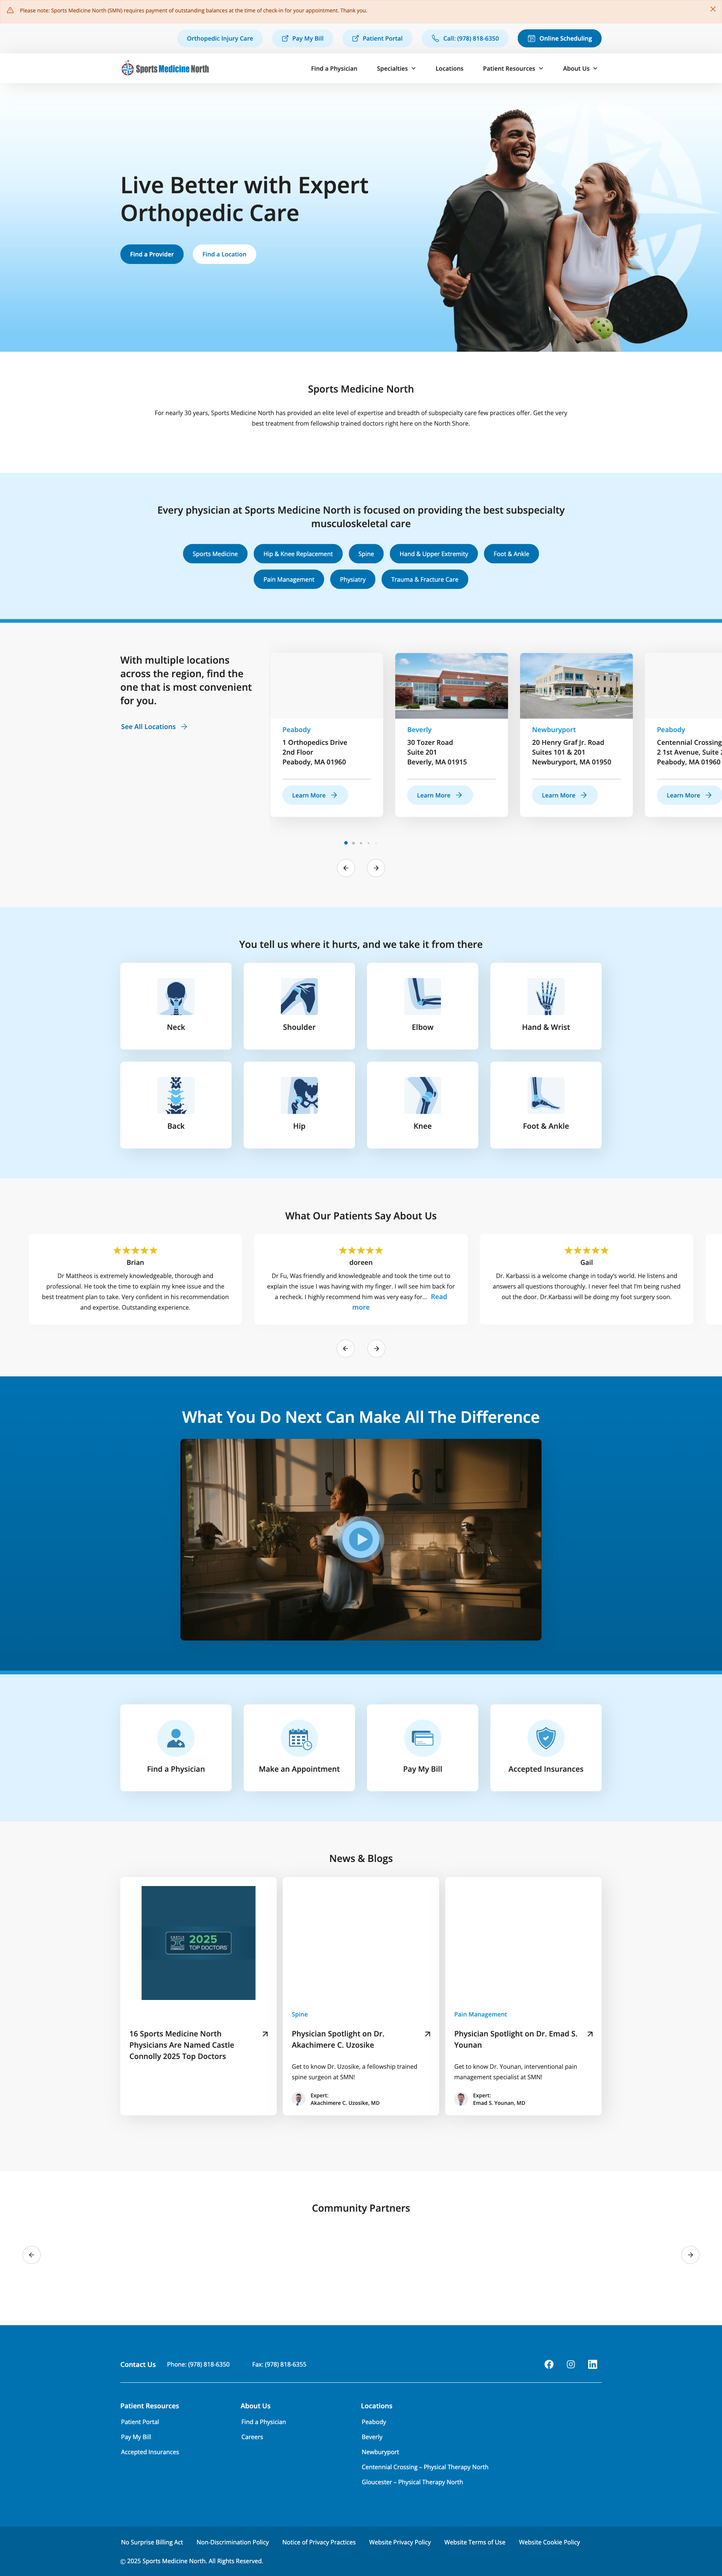 Please note: Sports Medicine North (SMN) requires payment of outstanding balances at the time of check-in for your appointment. Thank you.
Orthopedic Injury Care
Pay My Bill
Patient Portal
Call: (978) 818-6350
Online Scheduling
Sports Medicine North
Find a Physician
Specialties
Locations
Patient Resources
About Us
Live Better with Expert
Orthopedic Care
Find a Provider
Find a Location
Sports Medicine North
For nearly 30 years, Sports Medicine North has provided an elite level of expertise and breadth of subspecialty care few practices offer. Get the very
best treatment from fellowship trained doctors right here on the North Shore.
Every physician at Sports Medicine North is focused on providing the best subspecialty
musculoskeletal care
Sports Medicine
Hip & Knee Replacement
Spine
Hand & Upper Extremity
Foot & Ankle
Pain Management
Physiatry
Trauma & Fracture Care
With multiple locations
across the region, find the
one that is most convenient
for you.
See All Locations
Peabody
1 Orthopedics Drive
2nd Floor
Peabody, MA 01960
Learn More
Beverly
30 Tozer Road
Suite 201
Beverly, MA 01915
Learn More
Newburyport
20 Henry Graf Jr. Road
Suites 101 & 201
Newburyport, MA 01950
Learn More
Peabody
Centennial Crossing
2 1st Avenue, Suite
Peabody, MA 01960
Learn More
You tell us where it hurts, and we take it from there
Neck
Shoulder
Elbow
Hand & Wrist
Back
Hip
Knee
Foot & Ankle
What Our Patients Say About Us
Brian
Dr Mattheos is extremely knowledgeable, thorough and
professional. He took the time to explain my knee issue and the
best treatment plan to take. Very confident in his recommendation
and expertise. Outstanding experience.
doreen
Dr Fu, Was friendly and knowledgeable and took the time out to
explain the issue I was having with my finger. I will see him back for
a recheck. I highly recommend him was very easy for... Read
more
Gail
Dr. Karbassi is a welcome change in today's world. He listens and
answers all questions thoroughly. I never feel that I'm being rushed
out the door. Dr.Karbassi will be doing my foot surgery soon.
What You Do Next Can Make All The Difference
Find a Physician
Make an Appointment
Pay My Bill
Accepted Insurances
News & Blogs
2025
TOP DOCTORS
16 Sports Medicine North
Physicians Are Named Castle
Connolly 2025 Top Doctors
Spine
Physician Spotlight on Dr.
Akachimere C. Uzosike
Get to know Dr. Uzosike, a fellowship trained
spine surgeon at SMN!
Expert:
Akachimere C. Uzosike, MD
Pain Management
Physician Spotlight on Dr. Emad S.
Younan
Get to know Dr. Younan, interventional pain
management specialist at SMN!
Expert:
Emad S. Younan, MD
Community Partners
Contact Us
Phone: (978) 818-6350
Fax: (978) 818-6355
Patient Resources
Patient Portal
Pay My Bill
Accepted Insurances
About Us
Find a Physician
Careers
Locations
Peabody
Beverly
Newburyport
Centennial Crossing – Physical Therapy North
Gloucester – Physical Therapy North
No Surprise Billing Act
Non-Discrimination Policy
Notice of Privacy Practices
Website Privacy Policy
Website Terms of Use
Website Cookie Policy
© 2025 Sports Medicine North. All Rights Reserved.